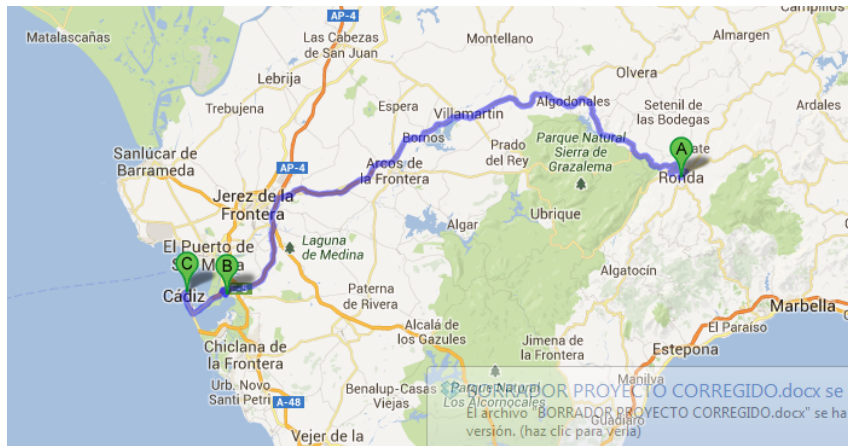 Matalascañas
AP-4
Las Cabezas
de San Juan
Montellano
Almargen
Campillos
Lebrija
Olvera
Trebujena
Espera
Villamartin
Algodonales
Setenil de
las Bodegas
Ardales
Bornos
Prado
del Rey
Parque Natural
Sierra de
Grazalema
A
Ronda
Sanlúcar de
Barrameda
AP-4
Arcos de
la Frontera
Jerez de la
Frontera
Algar
Ubrique
El Puerto de
Laguna
de Medina
Algatocín
C
B
Cádiz
Paterna
de Rivera
Marbella
El Paraíso
Alcalá de
los Gazules
Jimena de
la Frontera
Estepona
Chiclana de
la Frontera
Manilva
Urb. Novo
Santi Petri
A-48
Benalup-Casas
Viejas
Parque Natural
Los Alcornocales
Guadiaro
Vejer de la
BORRADOR PROYECTO CORREGIDO.docx se
El archivo "BORRADOR PROYECTO CORREGIDO.docx" se ha
versión. (haz clic para verla)